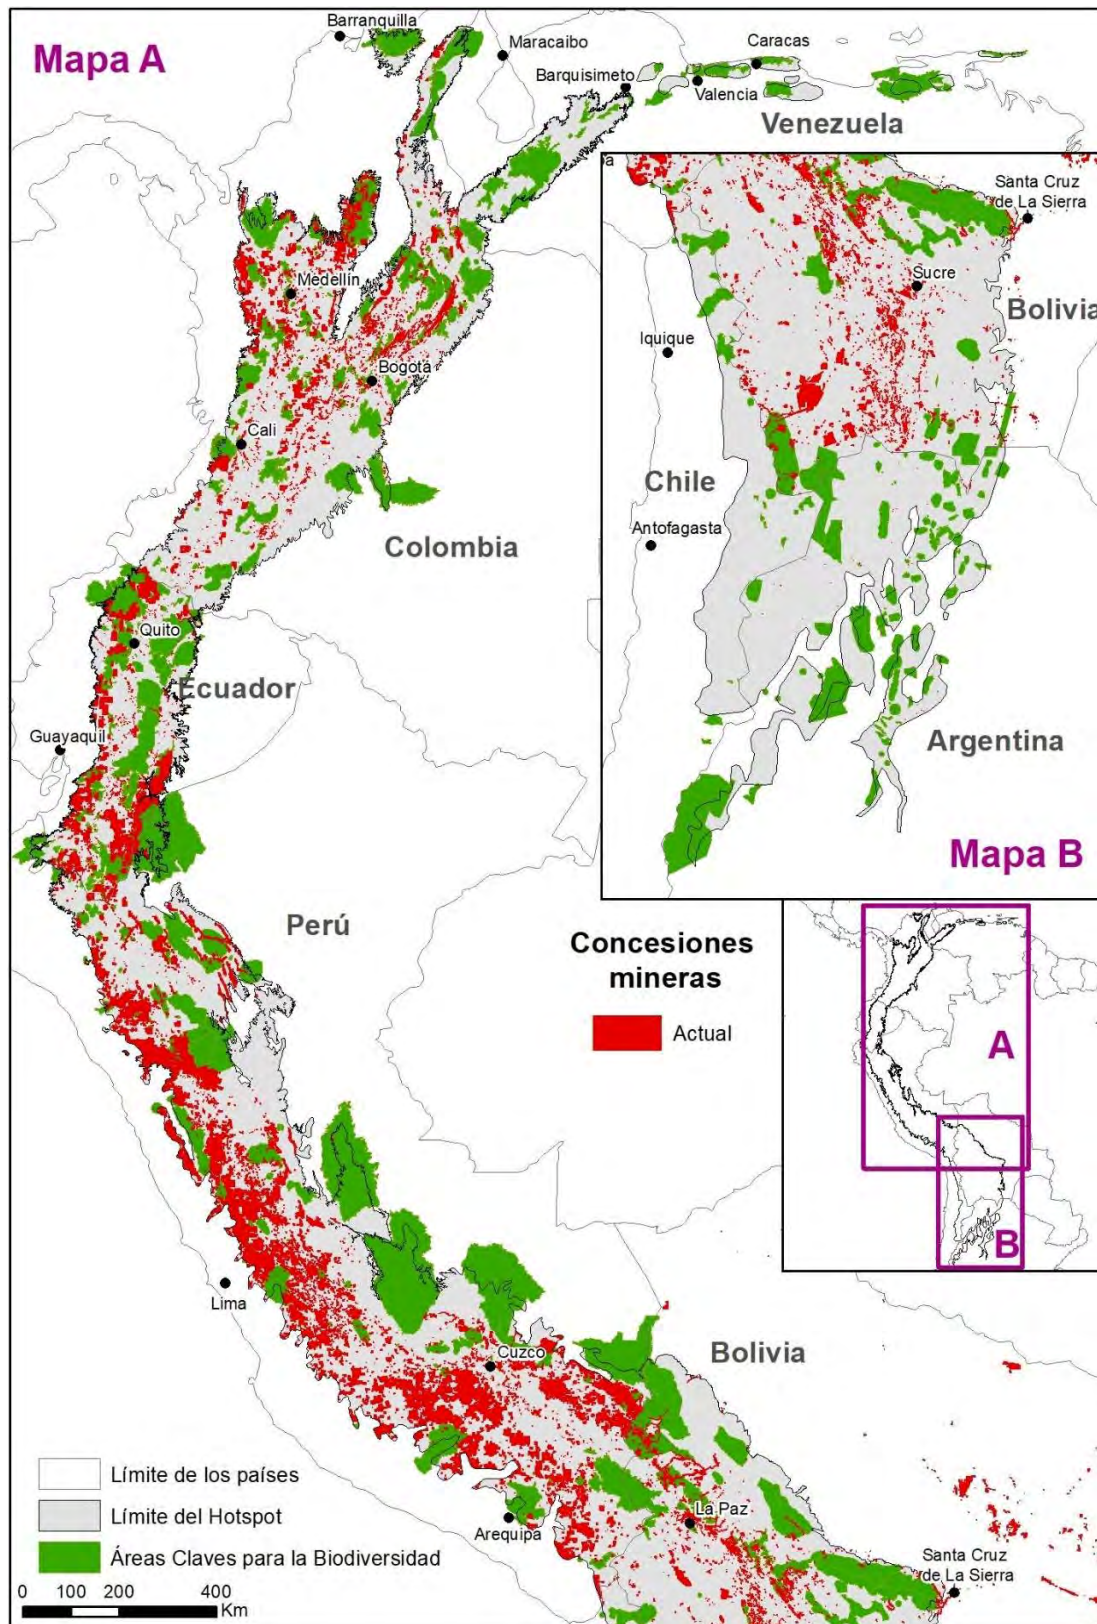 Mapa A
Barranquilla
Maracaibo
Caracas
Barquisimeto
Valencia
Venezuela
Medellín
Bogotá
Cali
Colombia
Quito
Ecuador
Guayaquil
Perú
Lima
Cuzco
Bolivia
Arequipa
La Paz
Santa Cruz
de La Sierra
Santa Cruz
de La Sierra
Sucre
Bolivia
Iquique
Chile
Antofagasta
Argentina
Mapa B
Concesiones
mineras
Actual
A
B
Límite de los países
Límite del Hotspot
Áreas Claves para la Biodiversidad
0 100 200 400
Km